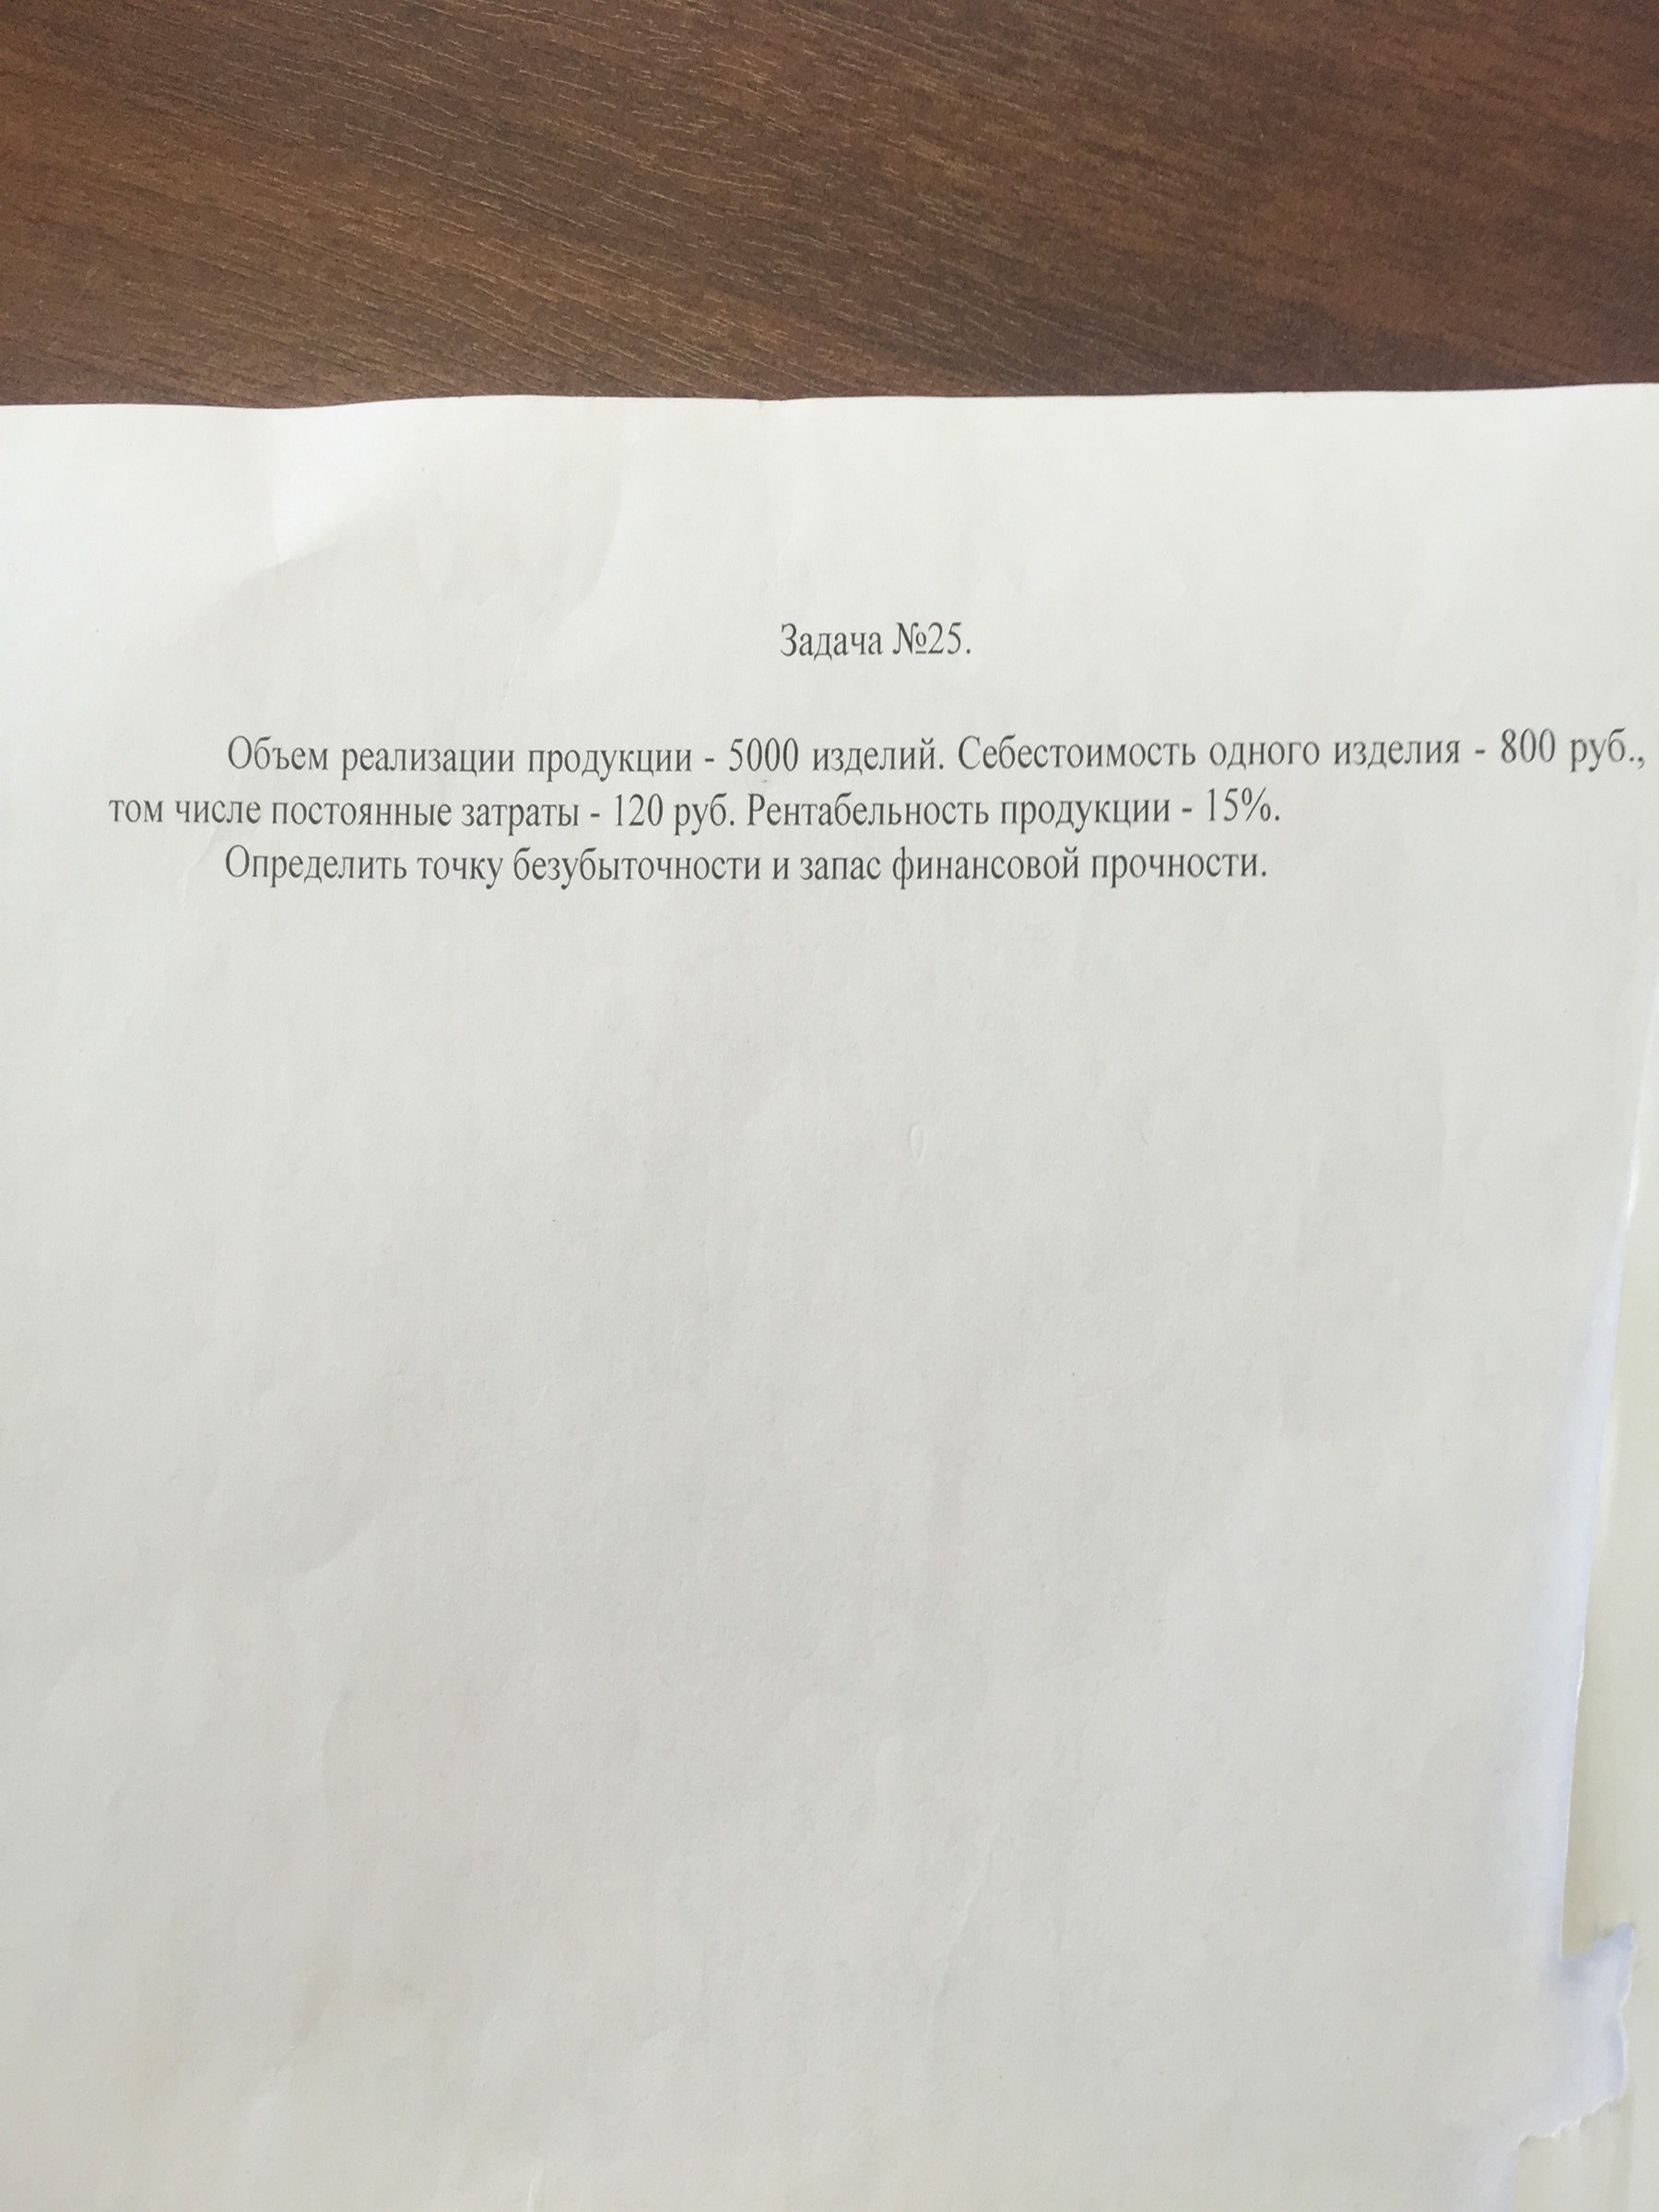 Задача №25.
Объем реализации продукции - 5000 изделий. Себестоимость одного изделия - 800 руб.,
том числе постоянные затраты - 120 руб. Рентабельность продукции - 15%.
Определить точку безубыточности и запас финансовой прочности.